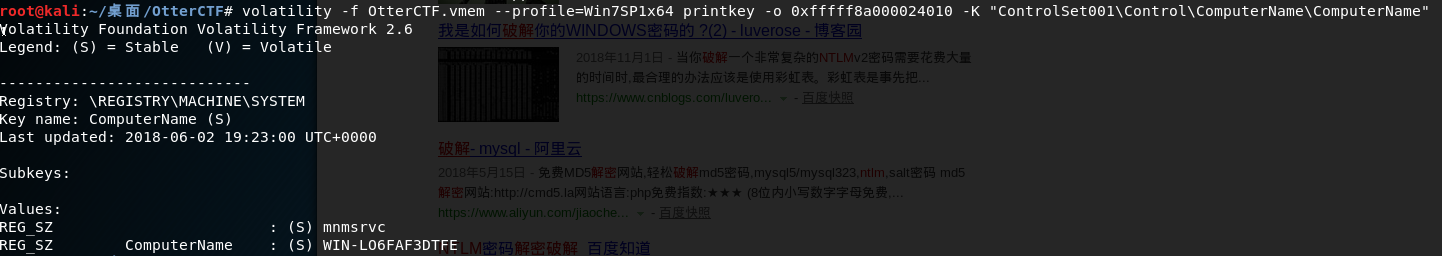 root@kali:~/桌面/OtterCTF# volatility -f OtterCTF.vmem --profile=Win7SP1x64 printkey -o 0xfffff8a000024010 -K "ControlSet001\Control\ComputerName\ComputerName"
Volatility Foundation Volatility Framework 2.6
Legend: (S) = Stable   (V) = Volatile
----------------------------
Registry: \REGISTRY\MACHINE\SYSTEM
Key name: ComputerName (S)
Last updated: 2018-06-02 19:23:00 UTC+0000
Subkeys:
Values:
REG_SZ                        : (S) mnmsrvc
REG_SZ        ComputerName    : (S) WIN-LO6FAF3DTFE
我是如何破解你的WINDOWS密码的 ?(2) - luverose - 博客园
2018年11月1日 - 当你破解一个非常复杂的NTLMv2密码需要花费大量
的时间时,最合理的办法应该是使用彩虹表。彩虹表是事先把...
https://www.cnblogs.com/luvero... - 百度快照
破解- mysql - 阿里云
2018年5月15日 - 免费MD5解密网站,轻松破解md5密码,mysql5/mysql323,ntlm,salt密码 md5
解密网站:http://cmd5.la网站语言:php免费指数:★★★ (8位内小写数字字母免费,...
https://www.aliyun.com/jiaoche... - 百度快照
NTLM密码解密破解_百度知道